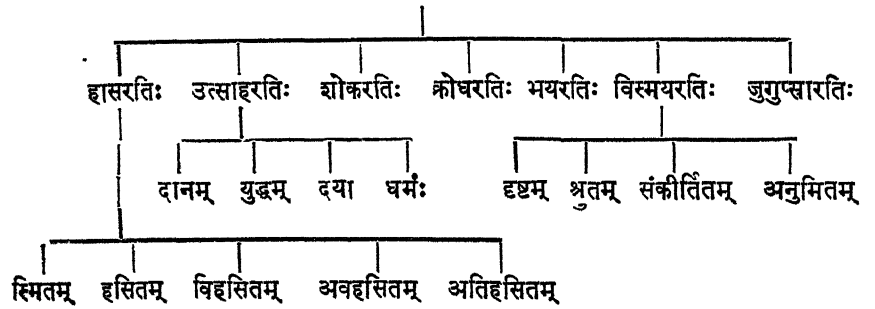 हासरतिः उत्साहरतिः शोकरतिः क्रोधरतिः भयरतिः विस्मयरतिः जुगुप्सारतिः
दानम् युद्धम् दया धर्मः दृष्टम् श्रुतम् संकीर्तितम् अनुमितम्
स्मितम् हसितम् विहसितम् अवहसितम् अतिहसितम्